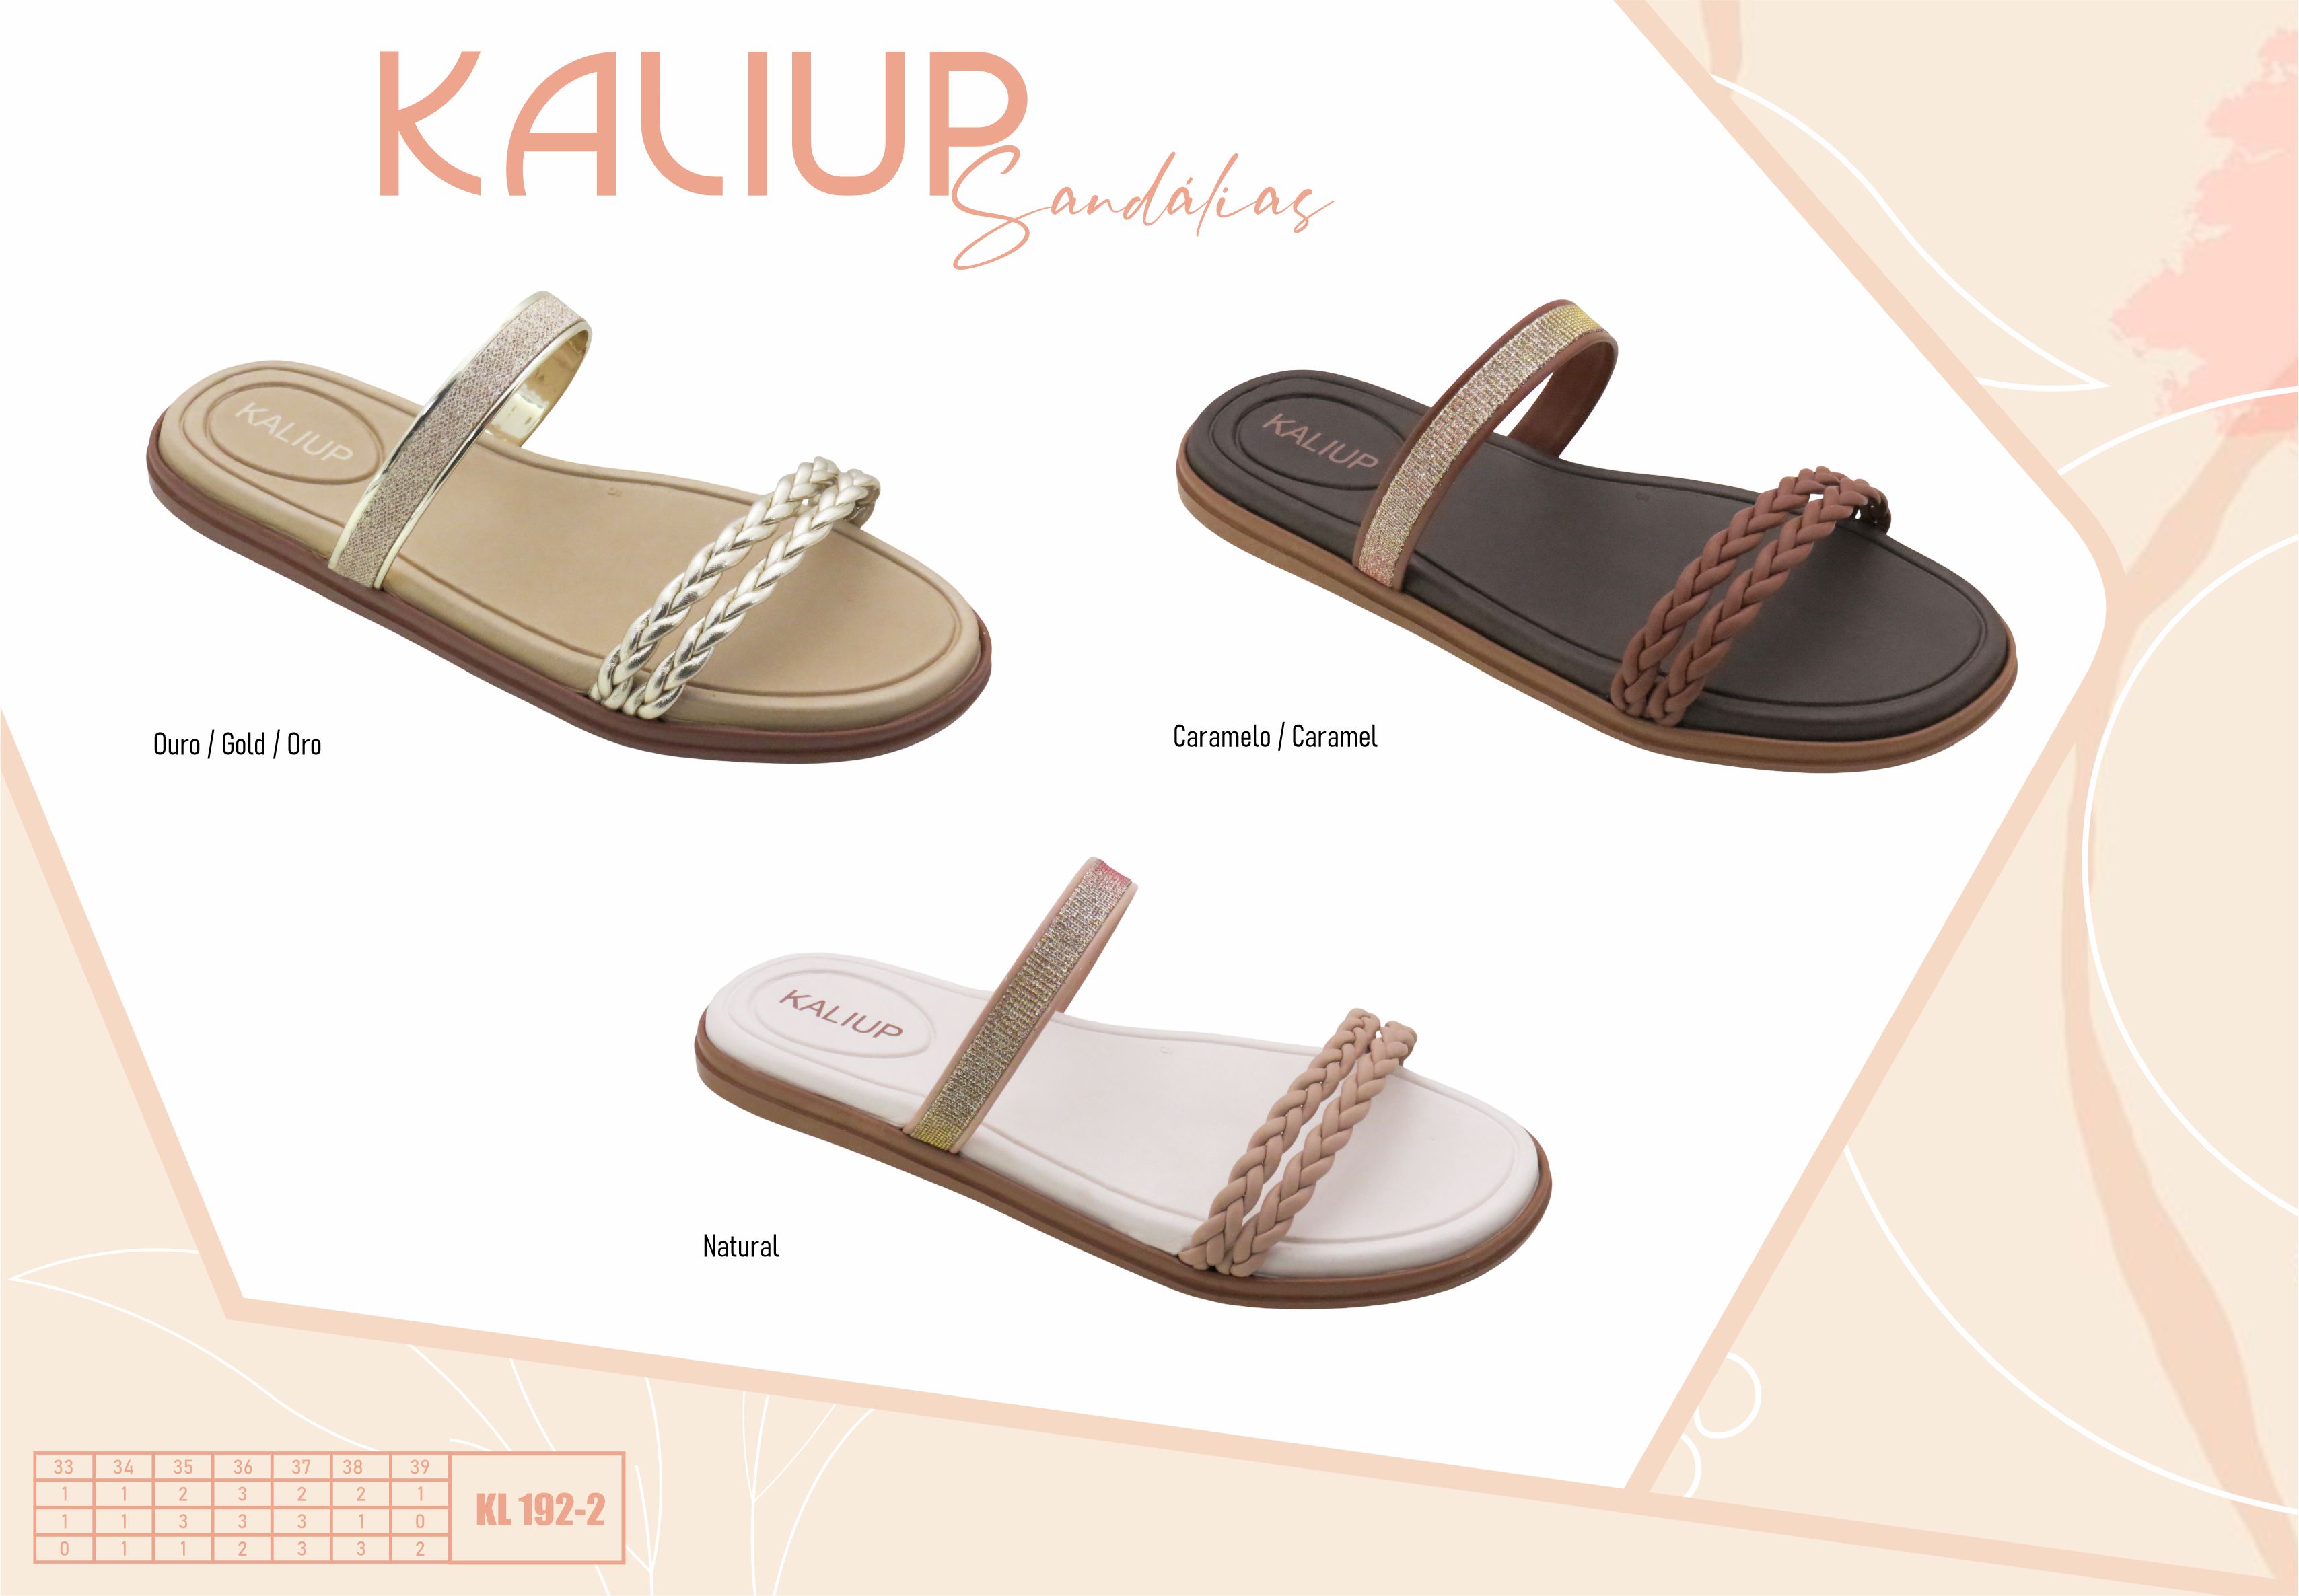 KALIUP
Sandálias
KALIUP
KALIUP
Ouro / Gold / Oro
Caramelo / Caramel
KALIUP
Natural
33 34 35 36 37 38 39
1 1 2 3 2 2 1
1 1 3 3 3 1 0
0 1 1 2 3 3 2
KL 192-2